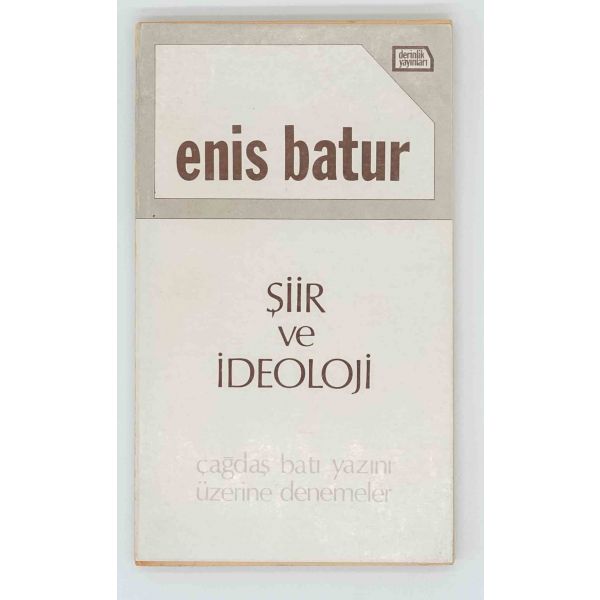 derinlik
yayınları
enis batur
ŞİİR
ve
İDEOLOJİ
çağdaş batı yazını
üzerine denemeler